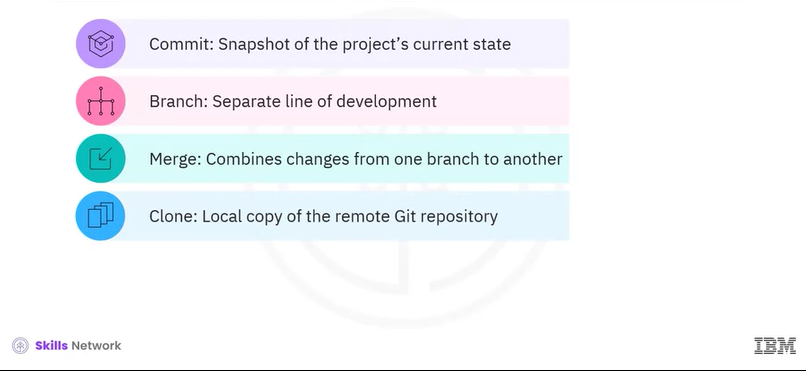 Commit: Snapshot of the project’s current state
Branch: Separate line of development
Merge: Combines changes from one branch to another
Clone: Local copy of the remote Git repository
Skills Network
IBM